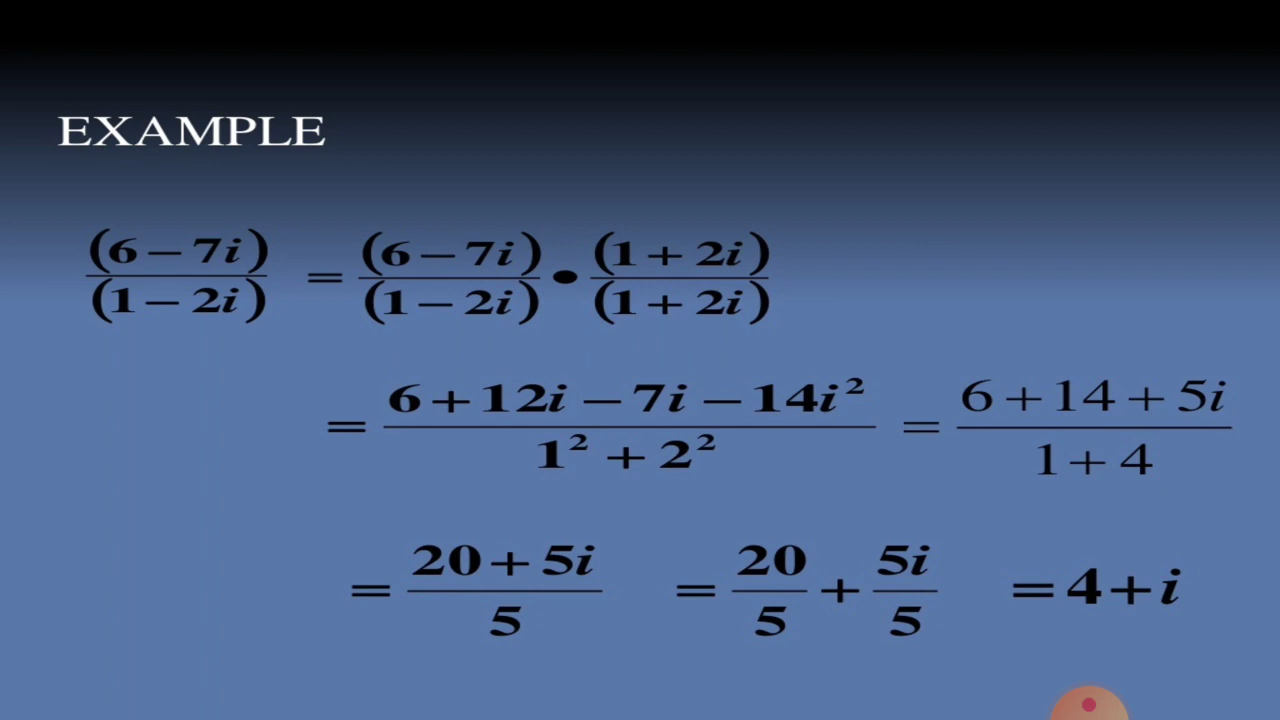 EXAMPLE
(6 − 7i) / (1 − 2i) = (6 − 7i) / (1 − 2i) • (1 + 2i) / (1 + 2i)
= (6 + 12i − 7i − 14i²) / (1² + 2²) = (6 + 14 + 5i) / (1 + 4)
= (20 + 5i) / 5 = 20/5 + 5i/5 = 4 + i